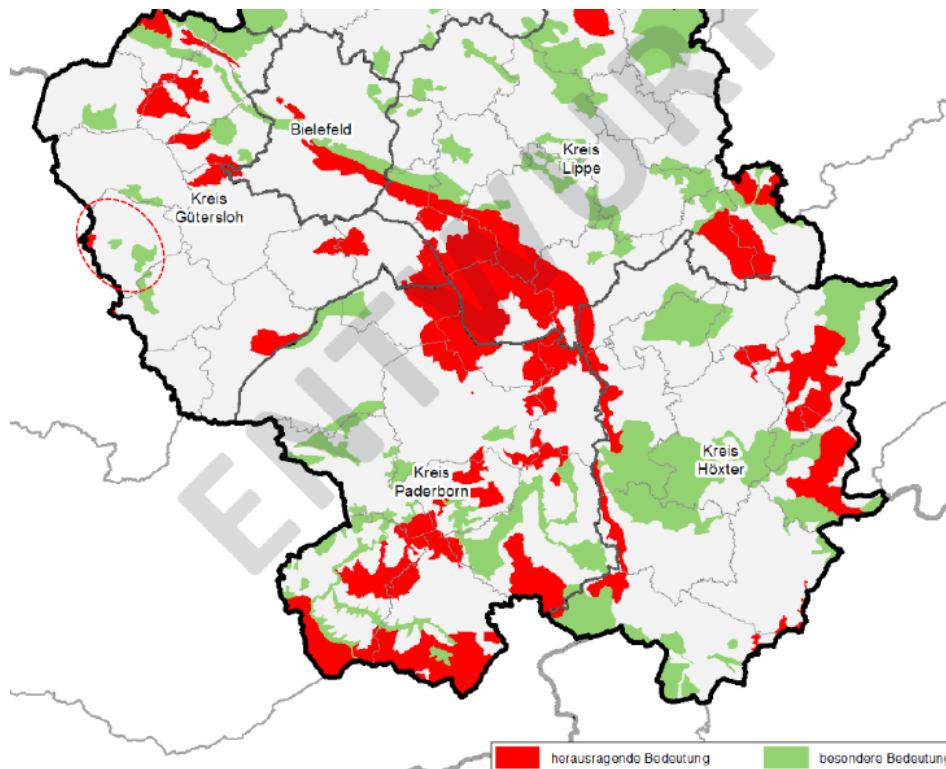 ENTWURF
Bielefeld
Kreis
Lippe
Kreis
Gütersloh
Kreis
Höxter
Kreis
Paderborn
herausragende Bedeutung
besondere Bedeutung